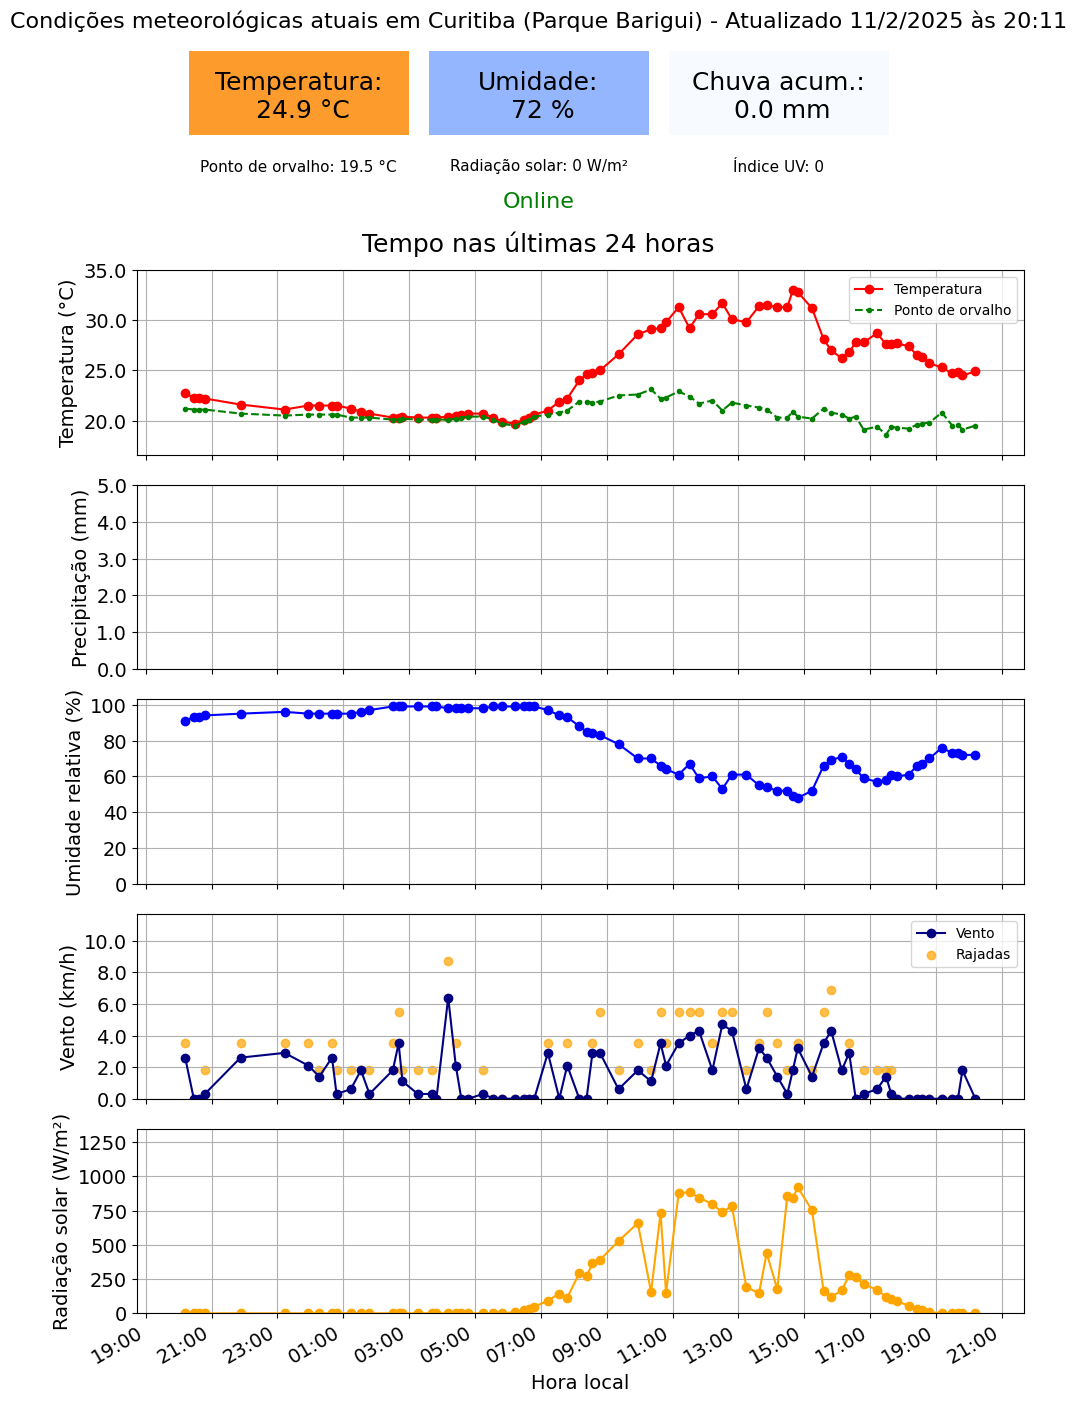 Condições meteorológicas atuais em Curitiba (Parque Barigui) - Atualizado 11/2/2025 às 20:11
Temperatura:
24.9 °C
Umidade:
72 %
Chuva acum.:
0.0 mm
Ponto de orvalho: 19.5 °C
Radiação solar: 0 W/m²
Índice UV: 0
Online
Tempo nas últimas 24 horas
Temperatura (°C)
35.0
30.0
25.0
20.0
Temperatura
Ponto de orvalho
Precipitação (mm)
5.0
4.0
3.0
2.0
1.0
0.0
Umidade relativa (%)
100
80
60
40
20
0
Vento (km/h)
10.0
8.0
6.0
4.0
2.0
0.0
Vento
Rajadas
Radiação solar (W/m²)
1250
1000
750
500
250
0
19:00 21:00 23:00 01:00 03:00 05:00 07:00 09:00 11:00 13:00 15:00 17:00 19:00 21:00
Hora local